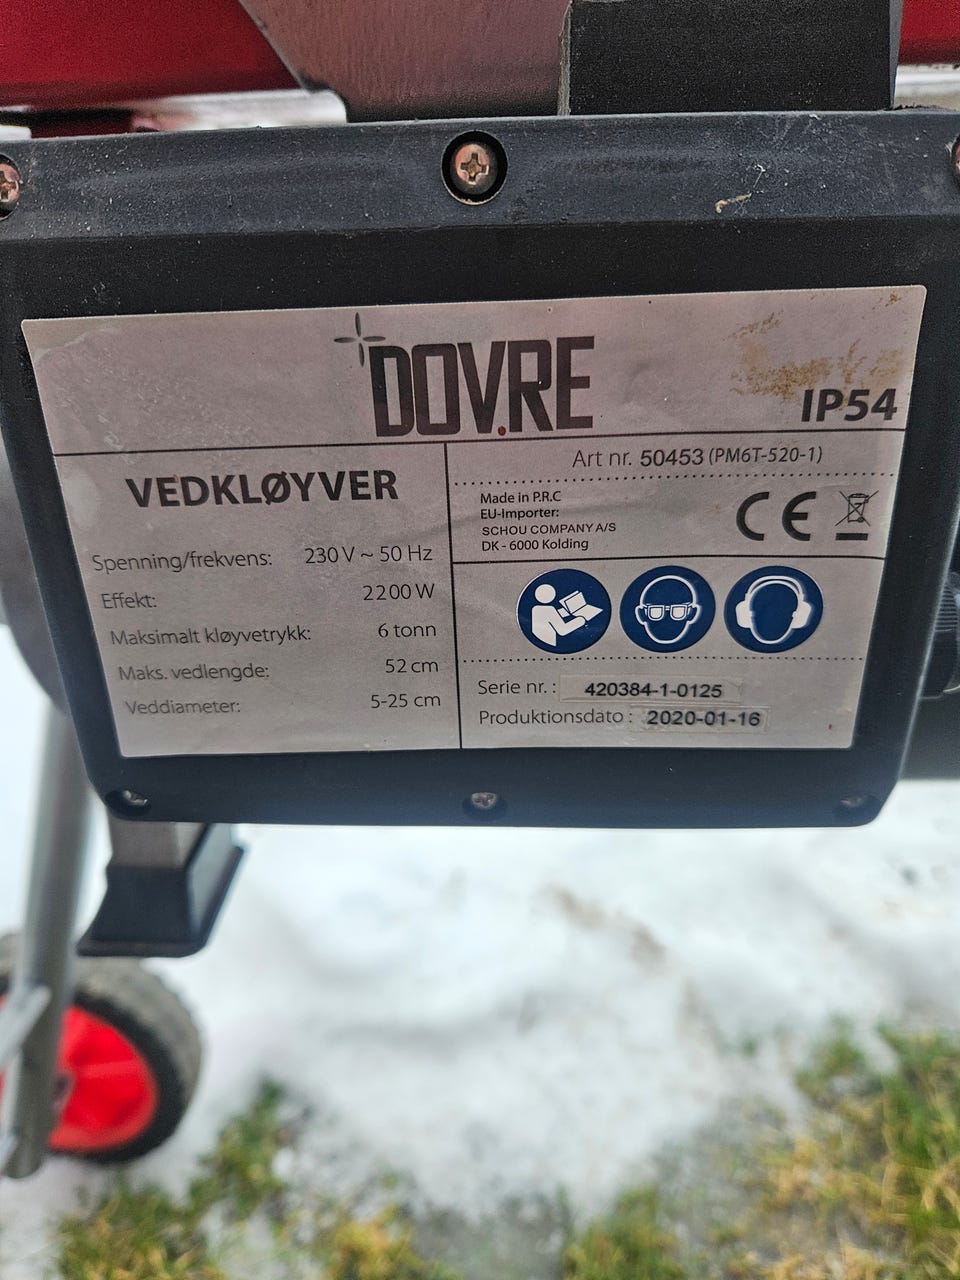 DOVRE
IP54
VEDKLØYVER
Spenning/frekvens: 230 V ~ 50 Hz
Effekt: 2200 W
Maksimalt kløyvetrykk: 6 tonn
Maks. vedlengde: 52 cm
Veddiameter: 5-25 cm
Art nr. 50453 (PM6T-520-1)
Made in P.R.C
EU-Importer:
SCHOU COMPANY A/S
DK - 6000 Kolding
CE
Serie nr. : 420384-1-0125
Produktionsdato : 2020-01-16